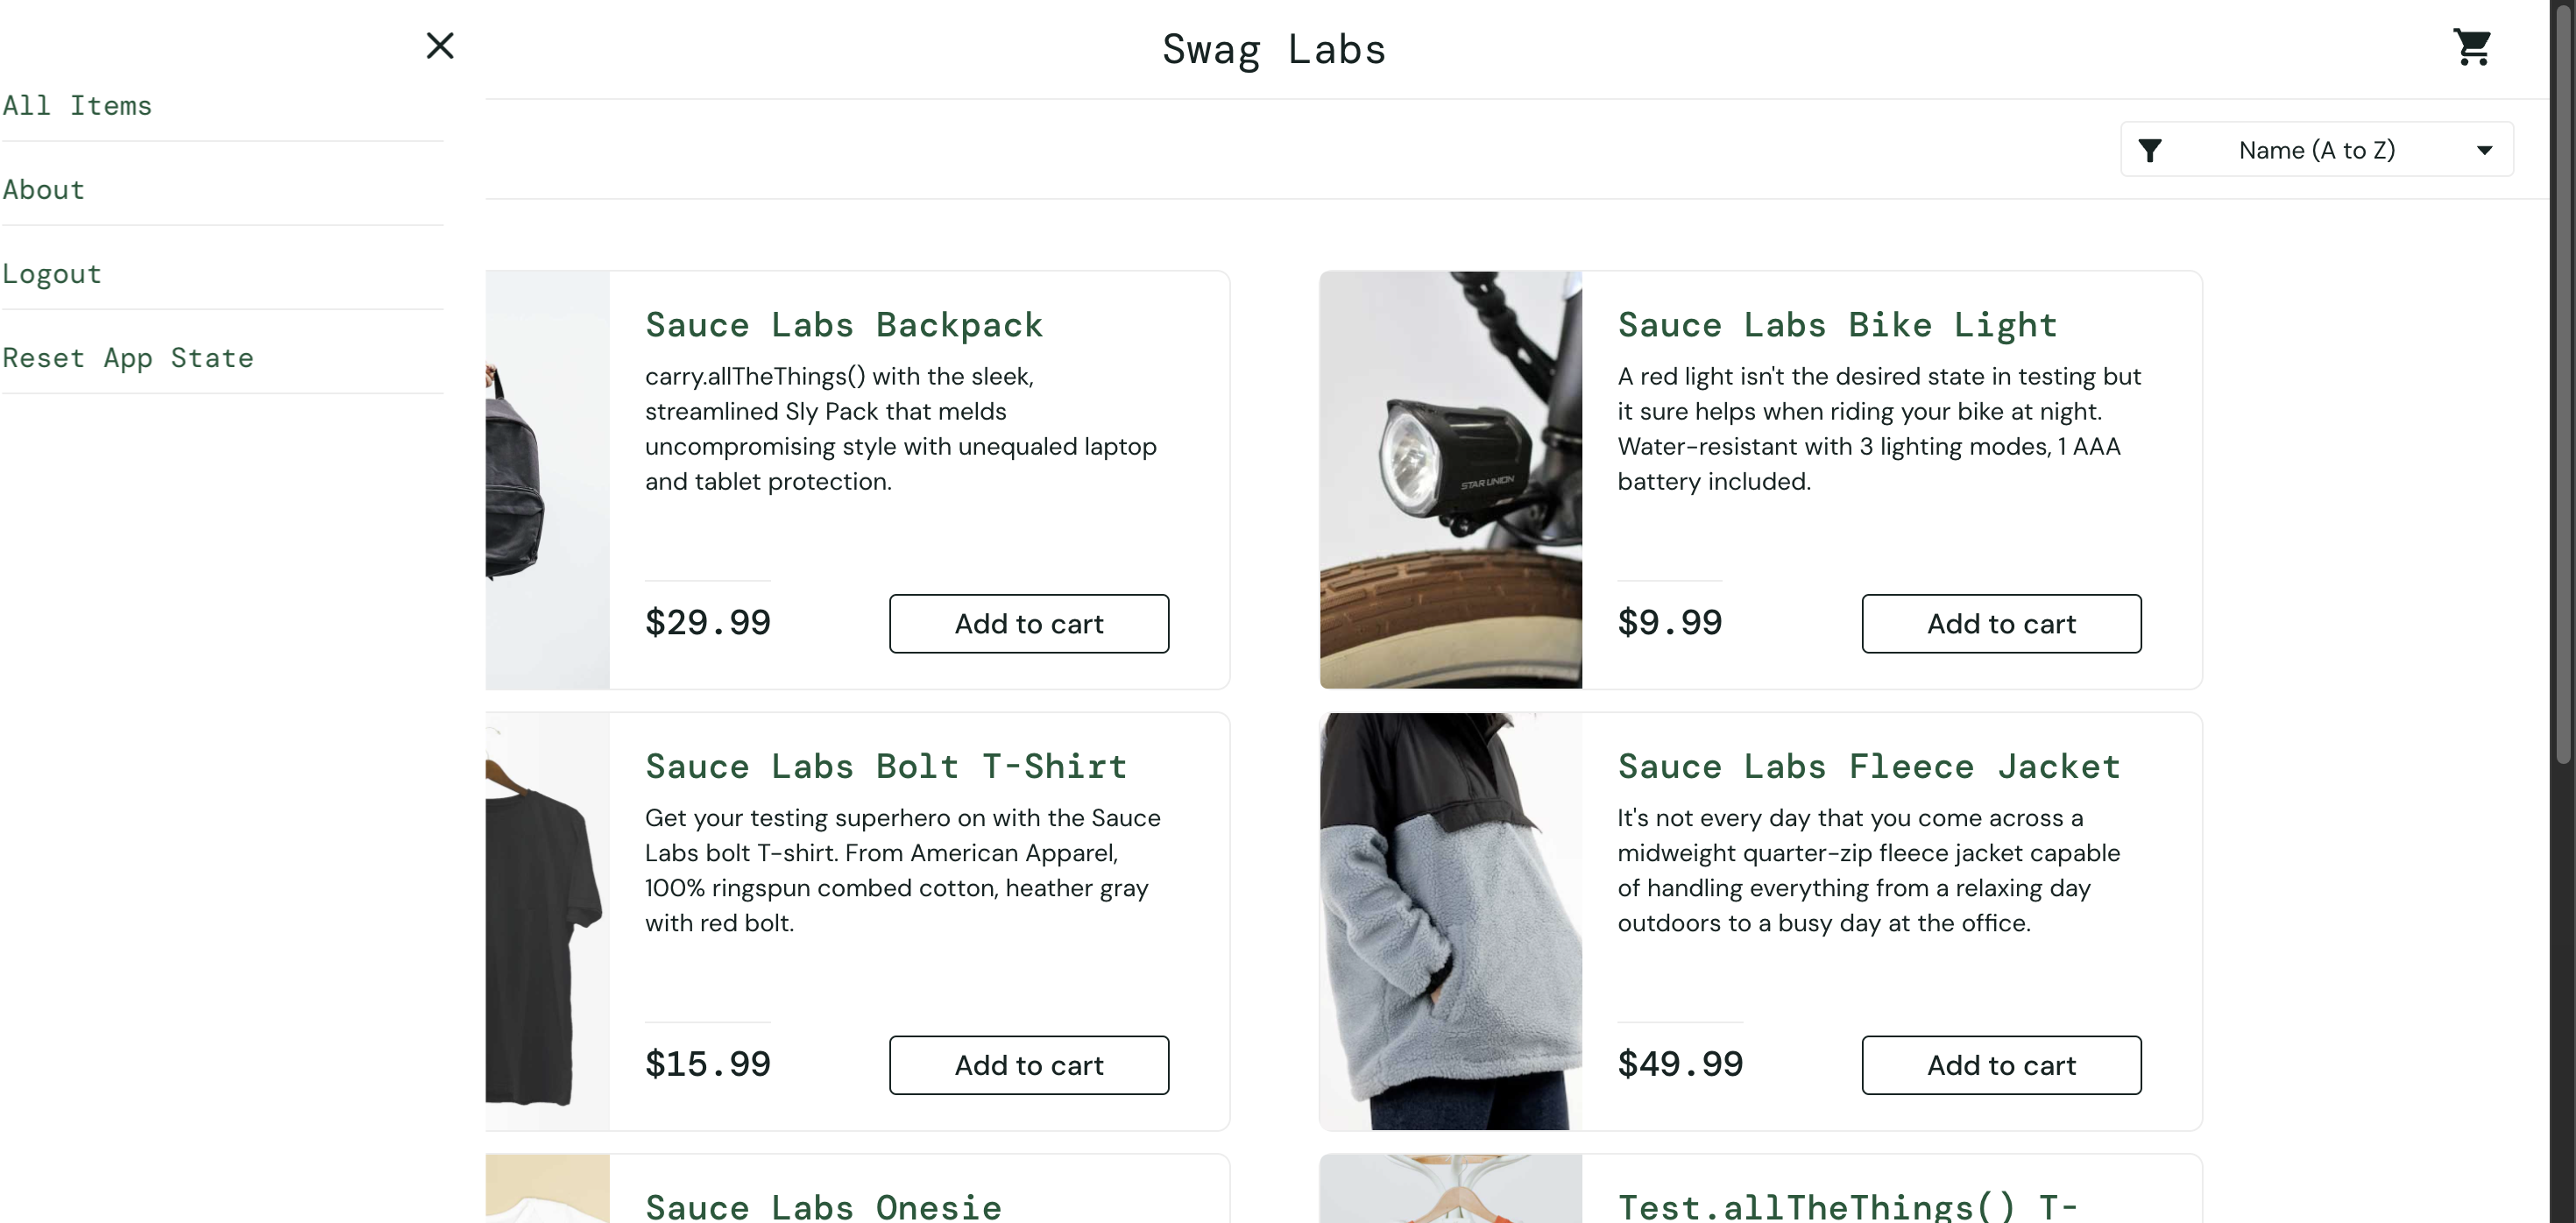 Swag Labs
All Items
About
Logout
Reset App State
Name (A to Z)
Sauce Labs Backpack
carry.allTheThings() with the sleek,
streamlined Sly Pack that melds
uncompromising style with unequaled laptop
and tablet protection.
$29.99
Add to cart
Sauce Labs Bike Light
A red light isn't the desired state in testing but
it sure helps when riding your bike at night.
Water-resistant with 3 lighting modes, 1 AAA
battery included.
STAR UNION
$9.99
Add to cart
Sauce Labs Bolt T-Shirt
Get your testing superhero on with the Sauce
Labs bolt T-shirt. From American Apparel,
100% ringspun combed cotton, heather gray
with red bolt.
$15.99
Add to cart
Sauce Labs Fleece Jacket
It's not every day that you come across a
midweight quarter-zip fleece jacket capable
of handling everything from a relaxing day
outdoors to a busy day at the office.
$49.99
Add to cart
Sauce Labs Onesie
Test.allTheThings() T-